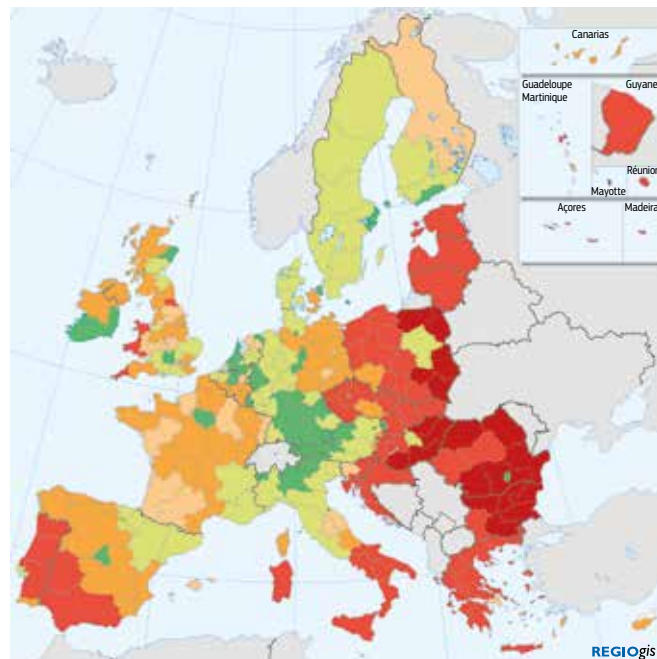 Canarias
Guadeloupe
Martinique
Guyane
Réunion
Mayotte
Açores
Madeira
REGIOgis